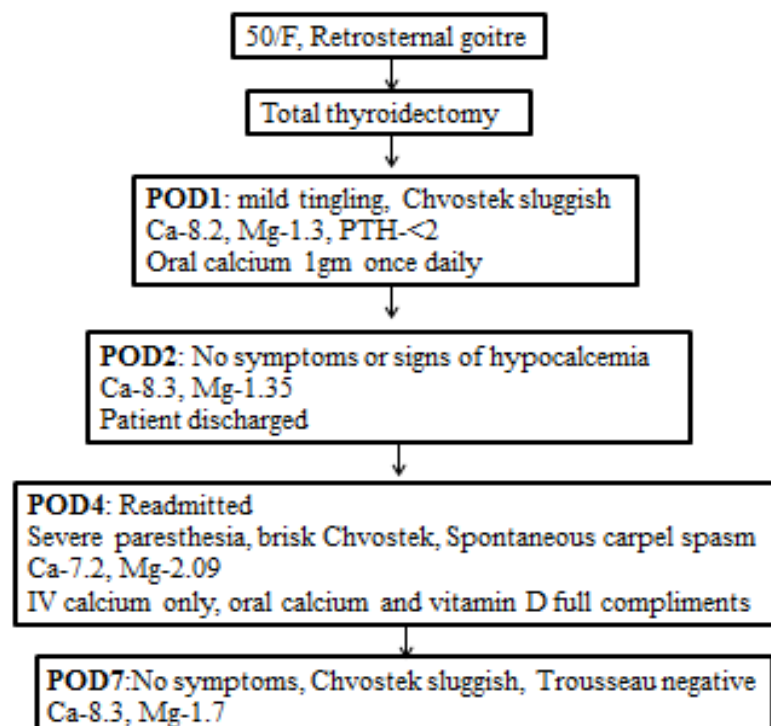 50/F, Retrosternal goitre
Total thyroidectomy
POD1: mild tingling, Chvostek sluggish
Ca-8.2, Mg-1.3, PTH-<2
Oral calcium 1gm once daily
POD2: No symptoms or signs of hypocalcemia
Ca-8.3, Mg-1.35
Patient discharged
POD4: Readmitted
Severe paresthesia, brisk Chvostek, Spontaneous carpel spasm
Ca-7.2, Mg-2.09
IV calcium only, oral calcium and vitamin D full compliments
POD7:No symptoms, Chvostek sluggish, Trousseau negative
Ca-8.3, Mg-1.7